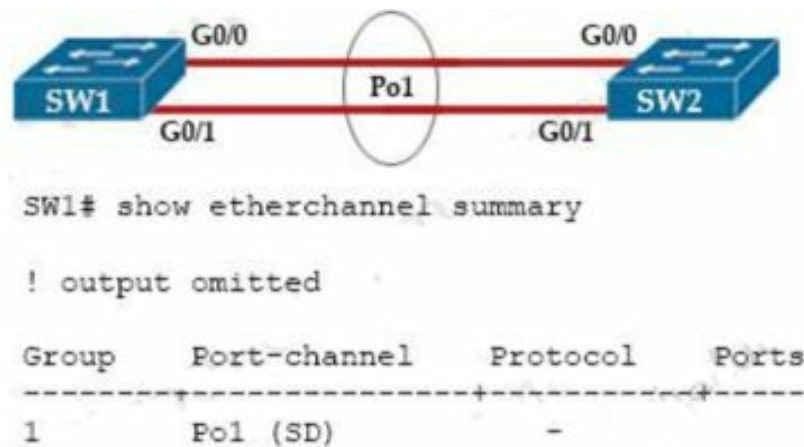 G0/0 G0/0
Po1
SW1 SW2
G0/1 G0/1
SW1# show etherchannel summary
! output omitted
Group Port-channel Protocol Ports
--------+---------------+-----------+--------
1 Po1 (SD) -